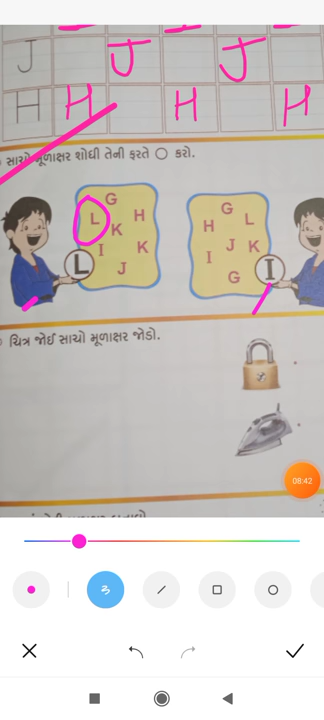 J J J
H H H H
સાચો મૂળાક્ષર શોધી તેની ફરતે ○ કરો.
G
L H
K
I K
J
L
G
H L
J K
I
G
I
ચિત્ર જોઈ સાચો મૂળાક્ષર જોડો.
08:42